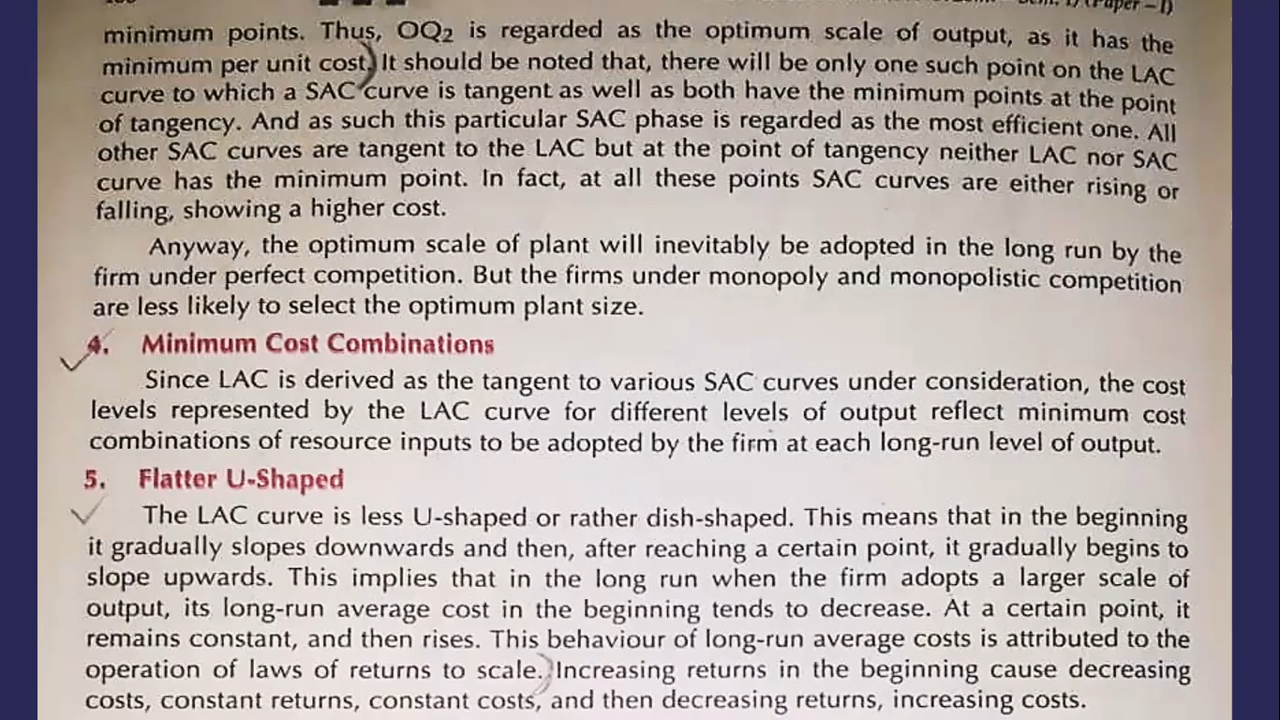 (Paper – I)
minimum points. Thus, OQ2 is regarded as the optimum scale of output, as it has the
minimum per unit cost. It should be noted that, there will be only one such point on the LAC
curve to which a SAC curve is tangent as well as both have the minimum points at the point
of tangency. And as such this particular SAC phase is regarded as the most efficient one. All
other SAC curves are tangent to the LAC but at the point of tangency neither LAC nor SAC
curve has the minimum point. In fact, at all these points SAC curves are either rising or
falling, showing a higher cost.
Anyway, the optimum scale of plant will inevitably be adopted in the long run by the
firm under perfect competition. But the firms under monopoly and monopolistic competition
are less likely to select the optimum plant size.
4. Minimum Cost Combinations
Since LAC is derived as the tangent to various SAC curves under consideration, the cost
levels represented by the LAC curve for different levels of output reflect minimum cost
combinations of resource inputs to be adopted by the firm at each long-run level of output.
5. Flatter U-Shaped
The LAC curve is less U-shaped or rather dish-shaped. This means that in the beginning
it gradually slopes downwards and then, after reaching a certain point, it gradually begins to
slope upwards. This implies that in the long run when the firm adopts a larger scale of
output, its long-run average cost in the beginning tends to decrease. At a certain point, it
remains constant, and then rises. This behaviour of long-run average costs is attributed to the
operation of laws of returns to scale. Increasing returns in the beginning cause decreasing
costs, constant returns, constant costs, and then decreasing returns, increasing costs.